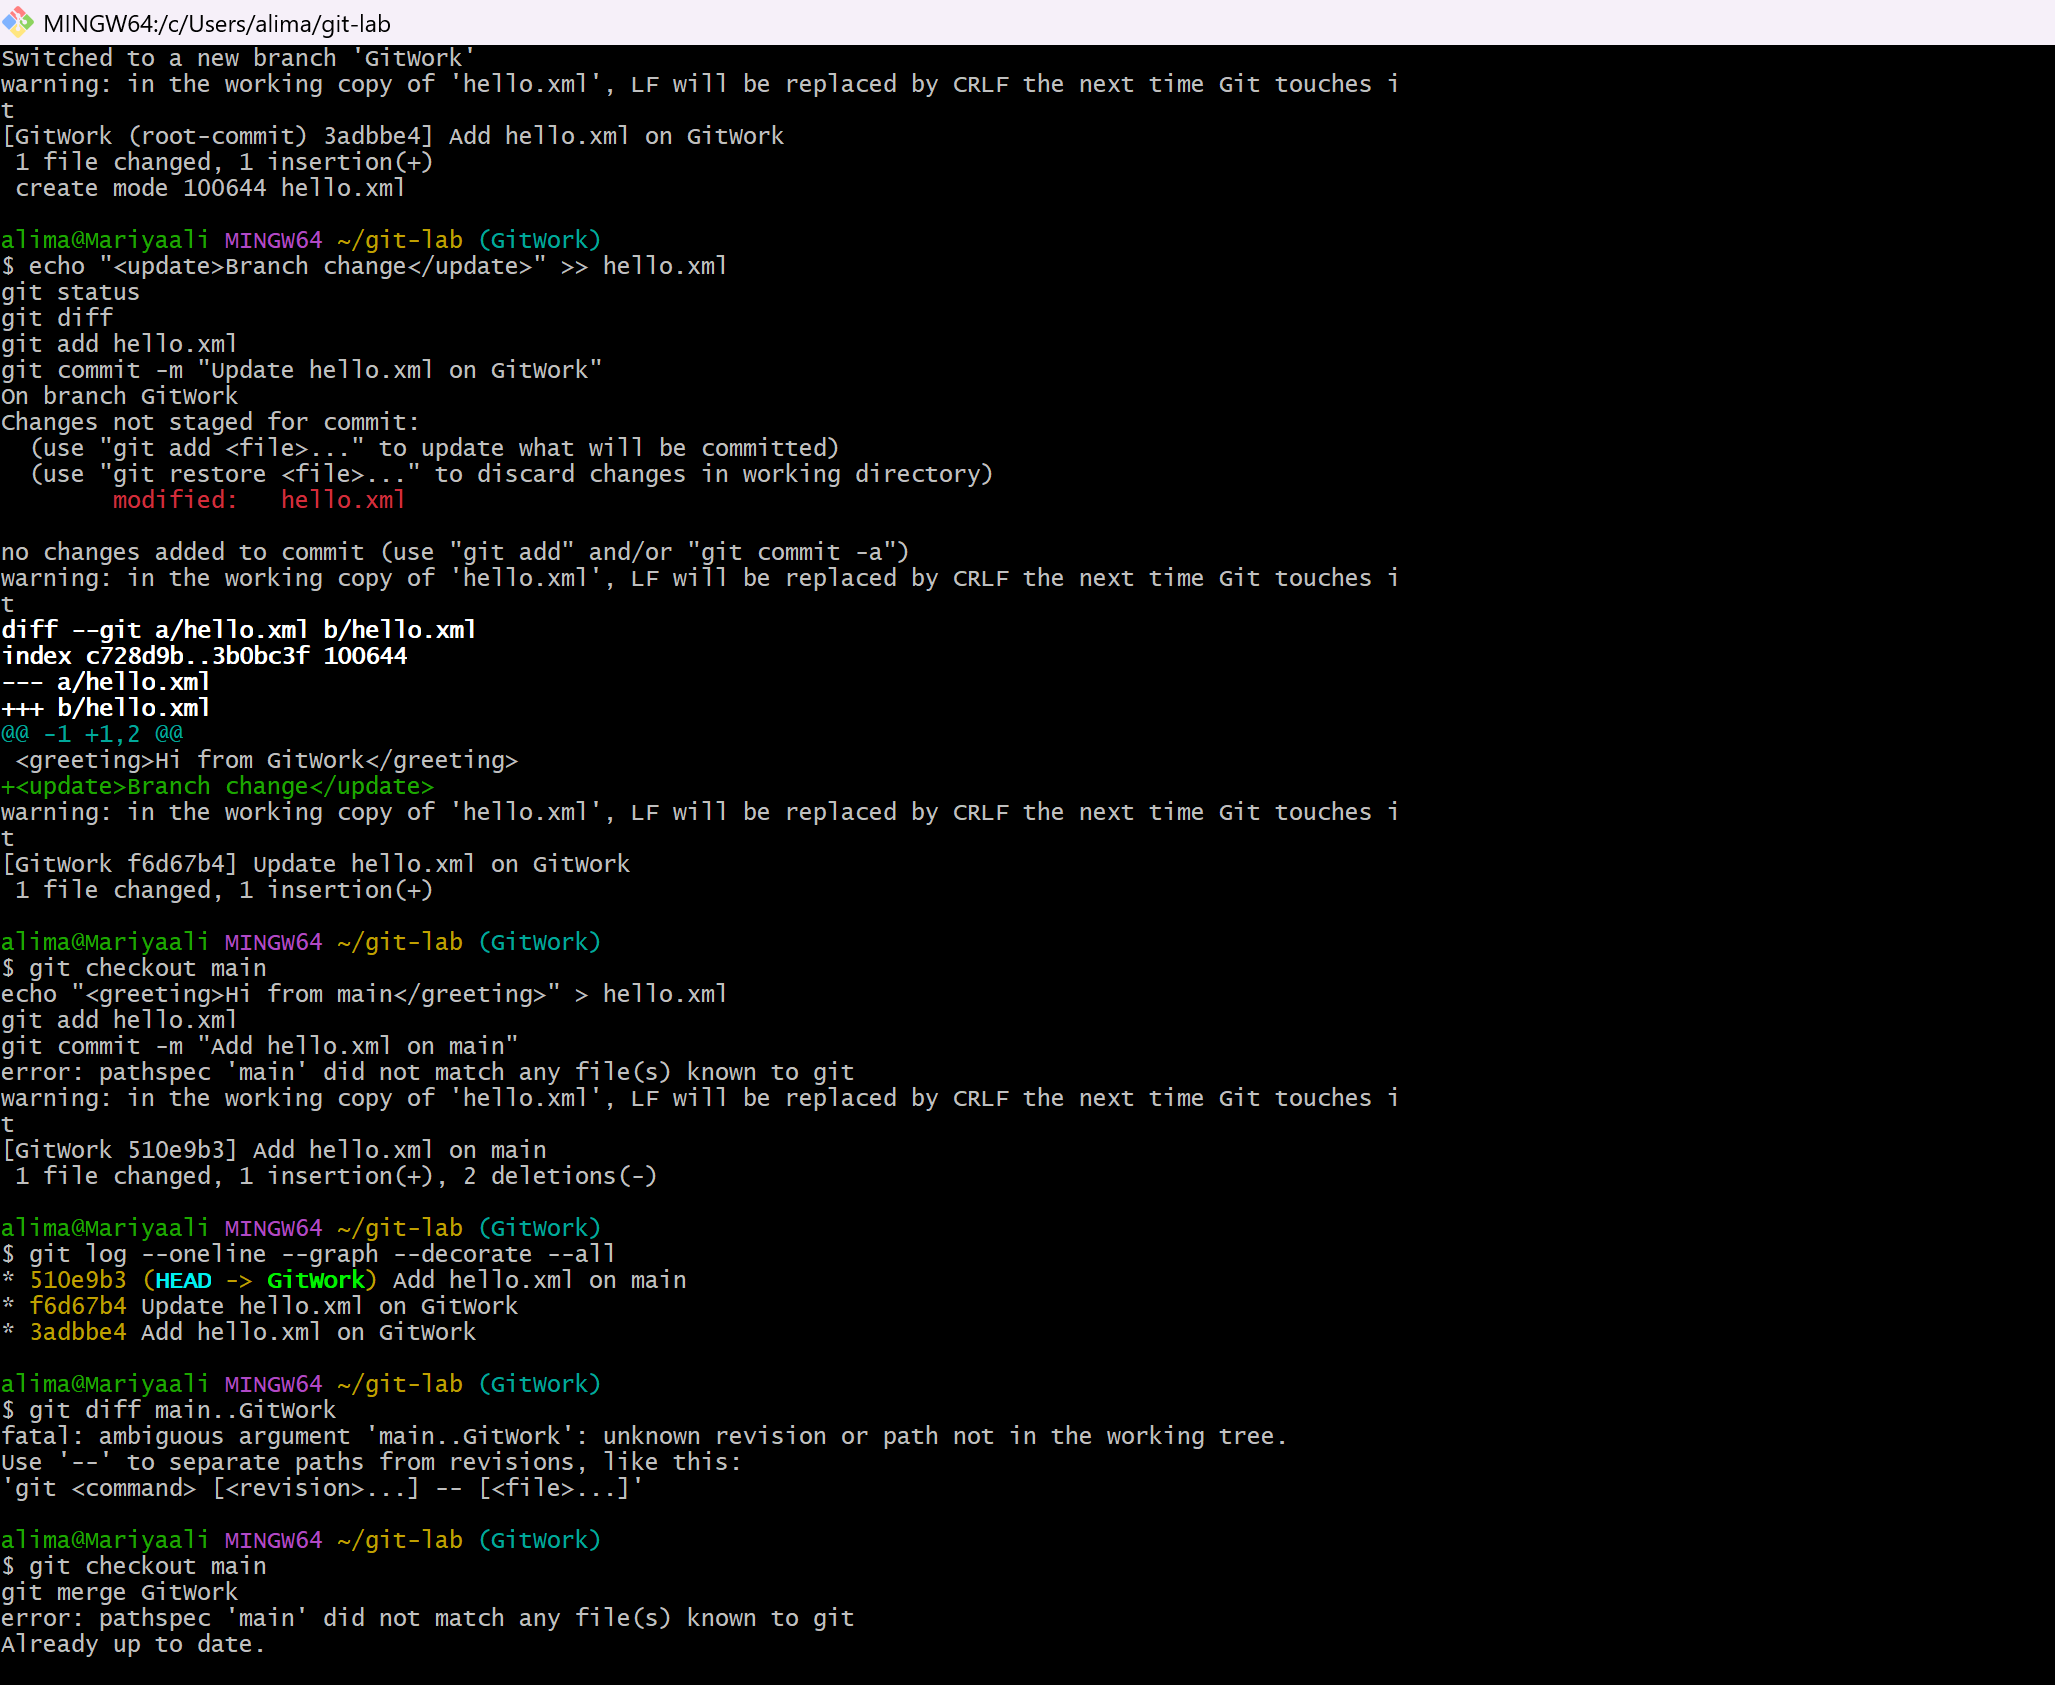 MINGW64:/c/Users/alima/git-lab
Switched to a new branch 'GitWork'
warning: in the working copy of 'hello.xml', LF will be replaced by CRLF the next time Git touches i
t
[GitWork (root-commit) 3adbbe4] Add hello.xml on GitWork
 1 file changed, 1 insertion(+)
 create mode 100644 hello.xml

alima@Mariyaali MINGW64 ~/git-lab (GitWork)
$ echo "<update>Branch change</update>" >> hello.xml
git status
git diff
git add hello.xml
git commit -m "Update hello.xml on GitWork"
On branch GitWork
Changes not staged for commit:
  (use "git add <file>..." to update what will be committed)
  (use "git restore <file>..." to discard changes in working directory)
        modified:   hello.xml

no changes added to commit (use "git add" and/or "git commit -a")
warning: in the working copy of 'hello.xml', LF will be replaced by CRLF the next time Git touches i
t
diff --git a/hello.xml b/hello.xml
index c728d9b..3b0bc3f 100644
--- a/hello.xml
+++ b/hello.xml
@@ -1 +1,2 @@
 <greeting>Hi from GitWork</greeting>
+<update>Branch change</update>
warning: in the working copy of 'hello.xml', LF will be replaced by CRLF the next time Git touches i
t
[GitWork f6d67b4] Update hello.xml on GitWork
 1 file changed, 1 insertion(+)

alima@Mariyaali MINGW64 ~/git-lab (GitWork)
$ git checkout main
echo "<greeting>Hi from main</greeting>" > hello.xml
git add hello.xml
git commit -m "Add hello.xml on main"
error: pathspec 'main' did not match any file(s) known to git
warning: in the working copy of 'hello.xml', LF will be replaced by CRLF the next time Git touches i
t
[GitWork 510e9b3] Add hello.xml on main
 1 file changed, 1 insertion(+), 2 deletions(-)

alima@Mariyaali MINGW64 ~/git-lab (GitWork)
$ git log --oneline --graph --decorate --all
* 510e9b3 (HEAD -> GitWork) Add hello.xml on main
* f6d67b4 Update hello.xml on GitWork
* 3adbbe4 Add hello.xml on GitWork

alima@Mariyaali MINGW64 ~/git-lab (GitWork)
$ git diff main..GitWork
fatal: ambiguous argument 'main..GitWork': unknown revision or path not in the working tree.
Use '--' to separate paths from revisions, like this:
'git <command> [<revision>...] -- [<file>...]'

alima@Mariyaali MINGW64 ~/git-lab (GitWork)
$ git checkout main
git merge GitWork
error: pathspec 'main' did not match any file(s) known to git
Already up to date.